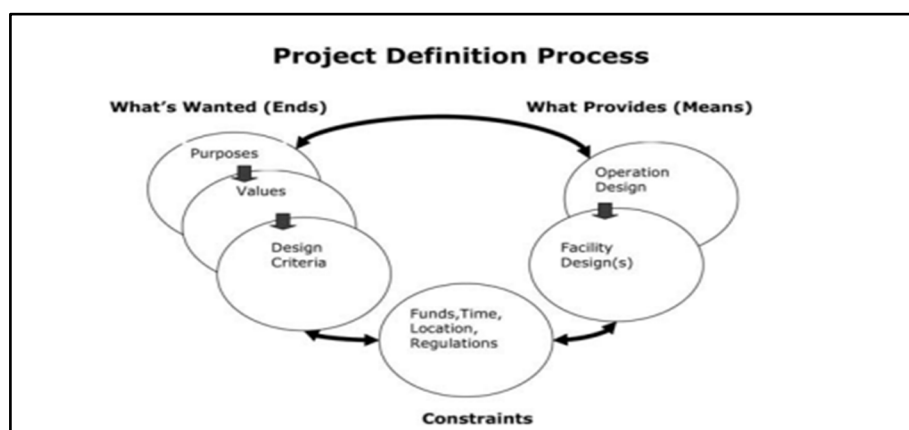 Project Definition Process
What's Wanted (Ends)
What Provides (Means)
Purposes
Values
Design
Criteria
Operation
Design
Facility
Design(s)
Funds,Time,
Location,
Regulations
Constraints